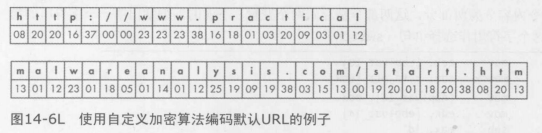 h t t p : / / w w w . p r a c t i c a l
08 20 20 16 37 00 00 23 23 23 38 16 18 01 03 20 09 03 01 12
m a l w a r e a n a l y s i s . c o m / s t a r t . h t m
13 01 12 23 01 18 05 01 14 01 12 25 19 09 19 38 03 15 13 00 19 20 01 18 20 38 08 20 13
图14-6L 使用自定义加密算法编码默认URL的例子